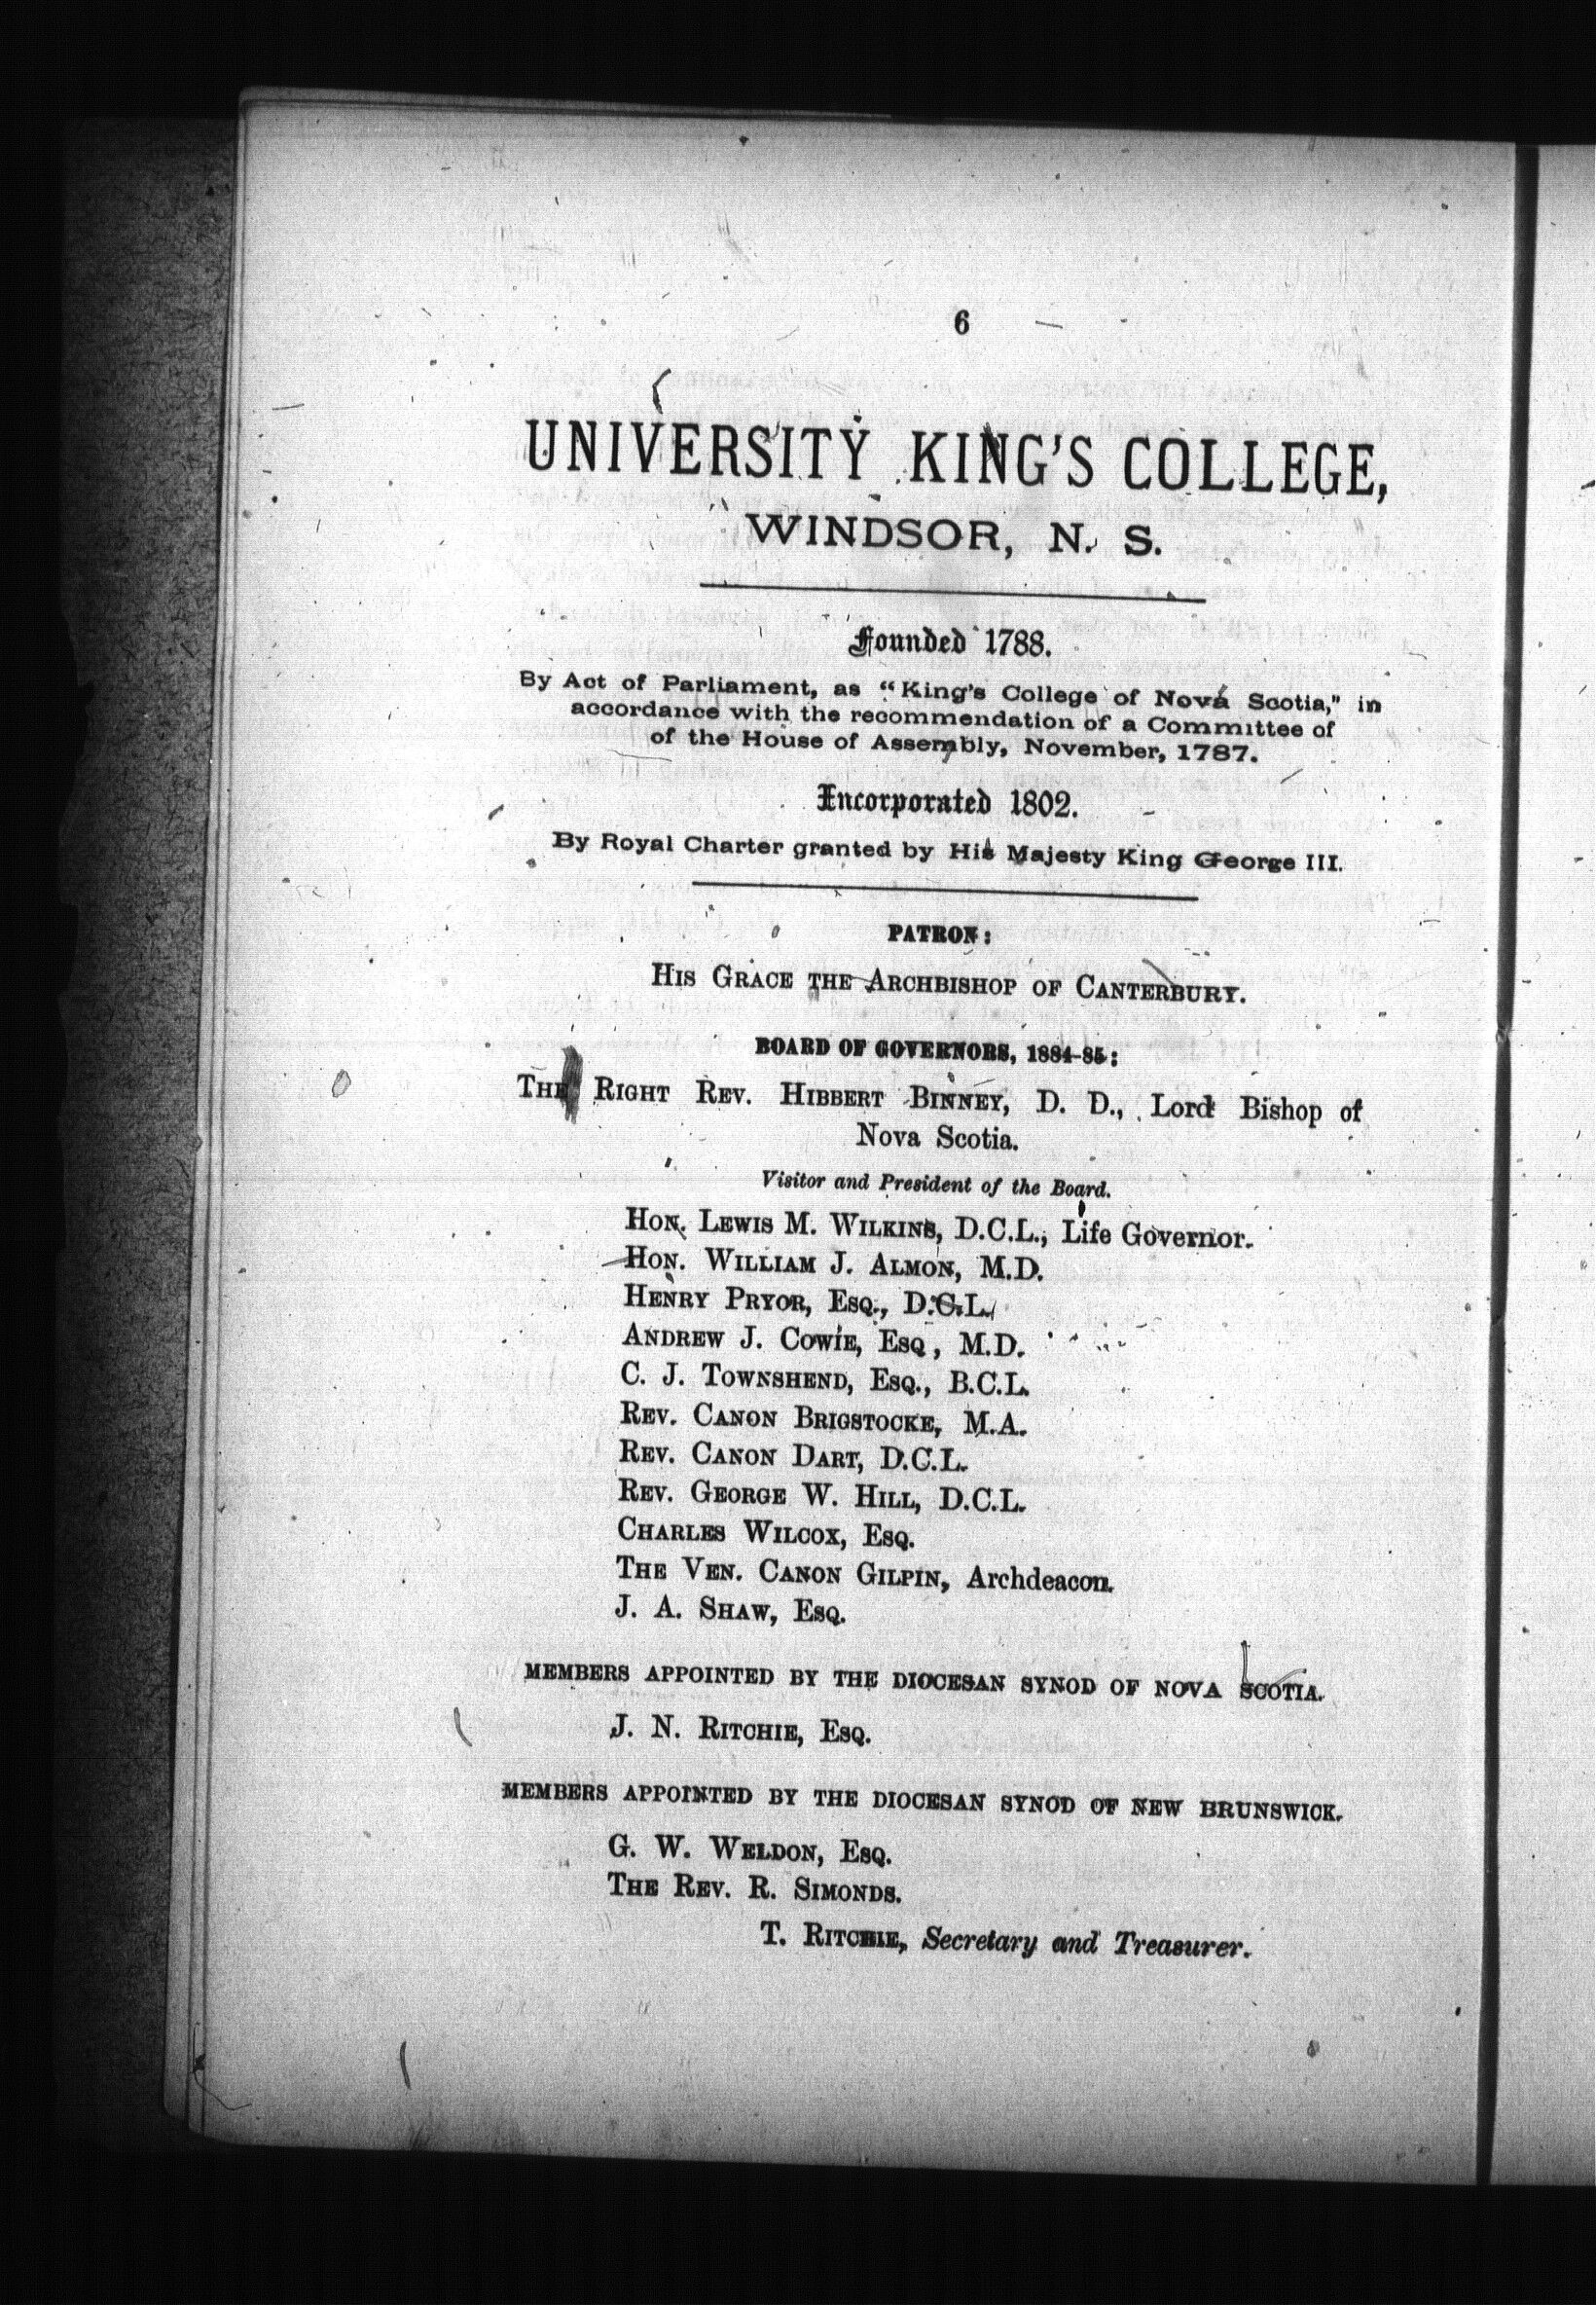 6
UNIVERSITY KING'S COLLEGE,
WINDSOR, N. S.
Founded 1788.
By Act of Parliament, as "King's College of Nova Scotia," in
accordance with the recommendation of a Committee of
of the House of Assembly, November, 1787.
Incorporated 1802.
By Royal Charter granted by His Majesty King George III.
PATRON:
HIS GRACE THE ARCHBISHOP OF CANTERBURY.
BOARD OF GOVERNORS, 1884-85:
THE RIGHT REV. HIBBERT BINNEY, D. D., Lord Bishop of
Nova Scotia.
Visitor and President of the Board.
HON. LEWIS M. WILKINS, D.C.L., Life Governor.
HON. WILLIAM J. ALMON, M.D.
HENRY PRYOR, ESQ., D.C.L.
ANDREW J. COWIE, ESQ, M.D.
C. J. TOWNSHEND, ESQ., B.C.L.
REV. CANON BRIGSTOCKE, M.A.
REV. CANON DART, D.C.L.
REV. GEORGE W. HILL, D.C.L.
CHARLES WILCOX, ESQ.
THE VEN. CANON GILPIN, Archdeacon.
J. A. SHAW, ESQ.
MEMBERS APPOINTED BY THE DIOCESAN SYNOD OF NOVA SCOTIA.
J. N. RITCHIE, ESQ.
MEMBERS APPOINTED BY THE DIOCESAN SYNOD OF NEW BRUNSWICK.
G. W. WELDON, ESQ.
THE REV. R. SIMONDS.
T. RITCHIE, Secretary and Treasurer.